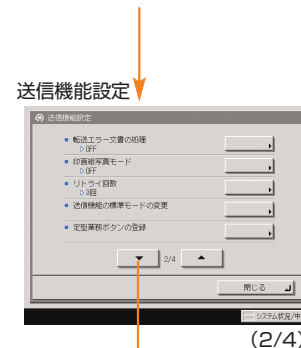 送信機能設定
送信機能設定
転送エラー文書の処理
OFF
印画紙写真モード
OFF
リトライ回数
3回
送信機能の標準モードの変更
定型業務ボタンの登録
2/4
閉じる
システム状況/中
(2/4)